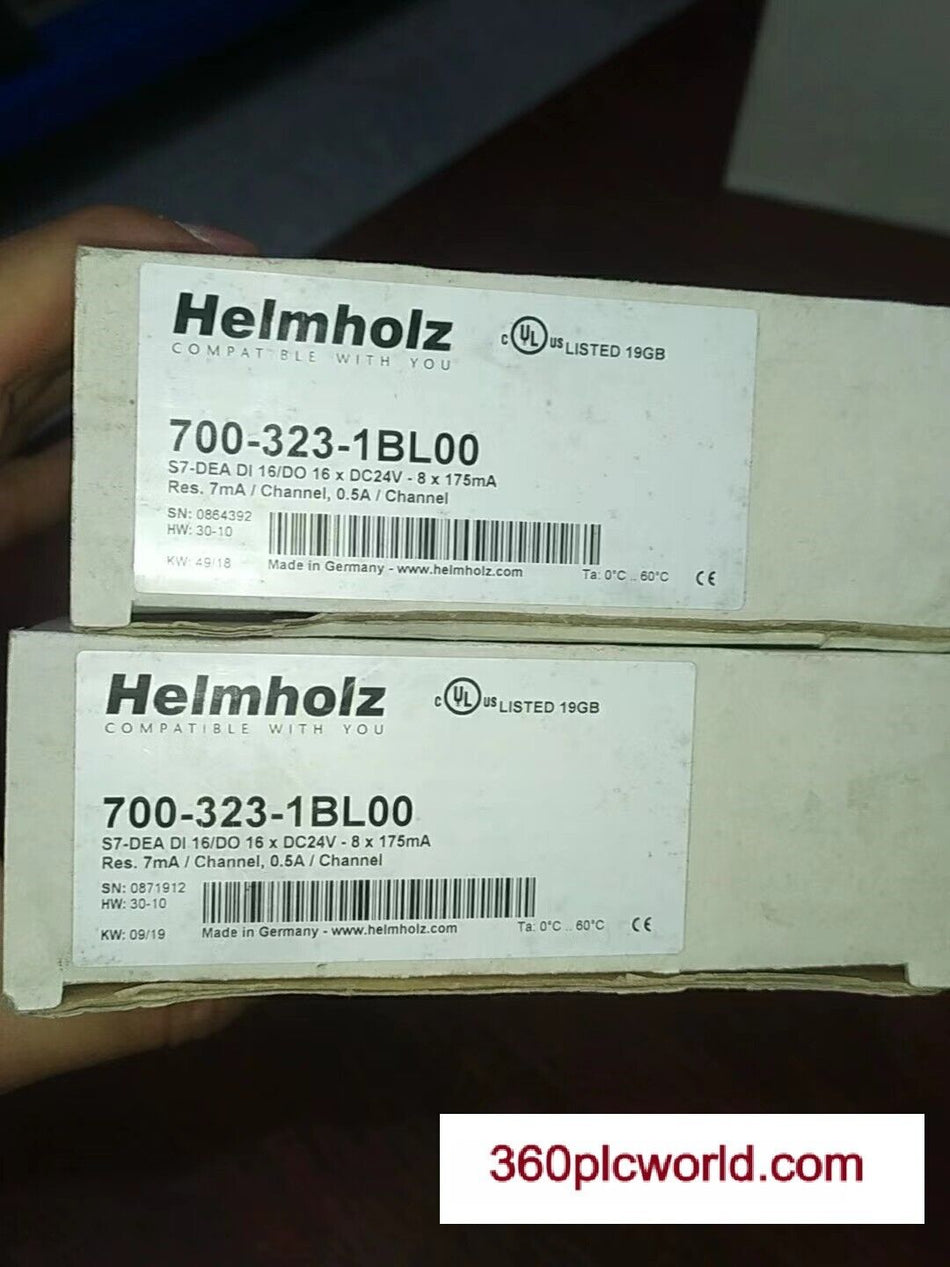 Helmholz
COMPATIBLE WITH YOU
c UL us LISTED 19GB
700-323-1BL00
S7-DEA DI 16/DO 16 x DC24V - 8 x 175mA
Res. 7mA / Channel, 0.5A / Channel
SN: 0864392
HW: 30-10
KW: 49/18
Made in Germany - www.helmholz.com
Ta: 0°C .. 60°C CE
Helmholz
COMPATIBLE WITH YOU
c UL us LISTED 19GB
700-323-1BL00
S7-DEA DI 16/DO 16 x DC24V - 8 x 175mA
Res. 7mA / Channel, 0.5A / Channel
SN: 0871912
HW: 30-10
KW: 09/19
Made in Germany - www.helmholz.com
Ta: 0°C .. 60°C CE
360plcworld.com